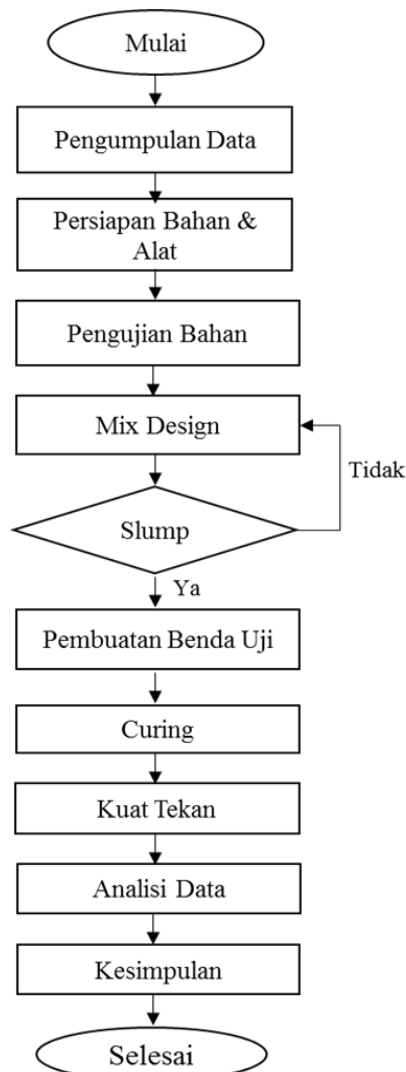 Mulai
Pengumpulan Data
Persiapan Bahan &
Alat
Pengujian Bahan
Mix Design
Tidak
Slump
Ya
Pembuatan Benda Uji
Curing
Kuat Tekan
Analisi Data
Kesimpulan
Selesai